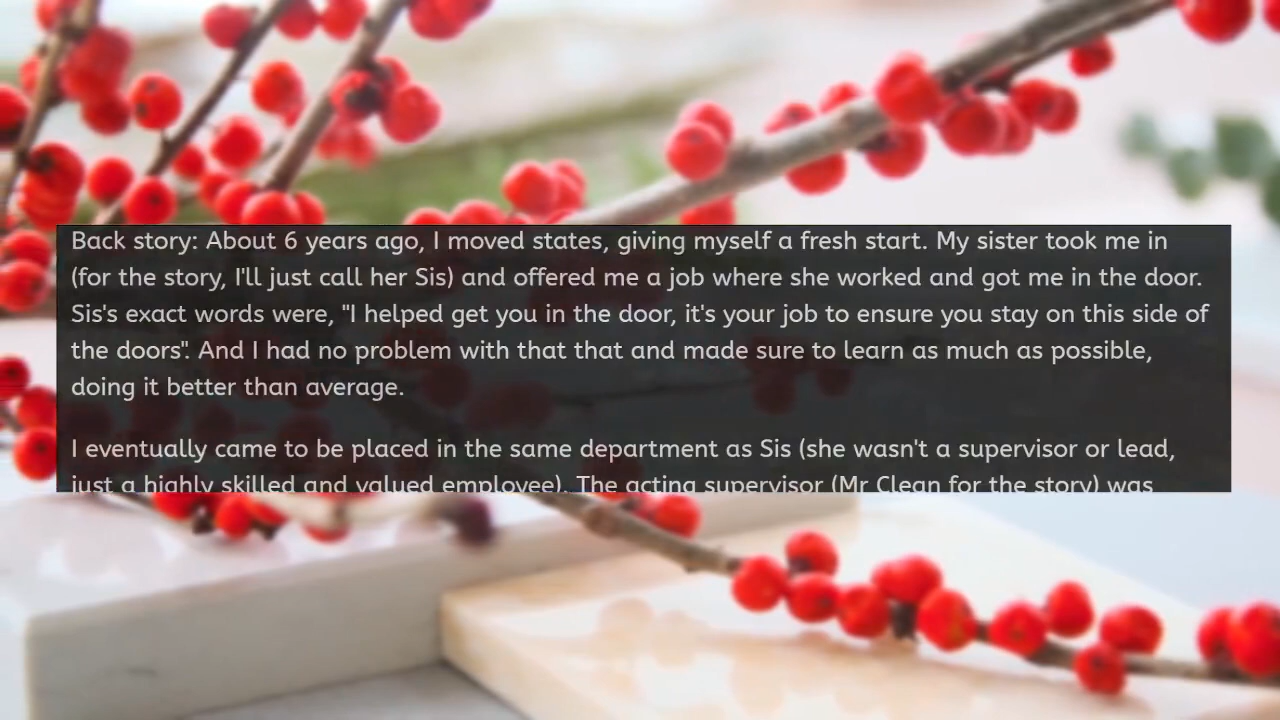 Back story: About 6 years ago, I moved states, giving myself a fresh start. My sister took me in
(for the story, I'll just call her Sis) and offered me a job where she worked and got me in the door.
Sis's exact words were, "I helped get you in the door, it's your job to ensure you stay on this side of
the doors". And I had no problem with that that and made sure to learn as much as possible,
doing it better than average.
I eventually came to be placed in the same department as Sis (she wasn't a supervisor or lead,
just a highly skilled and valued employee). The acting supervisor (Mr Clean for the story) was